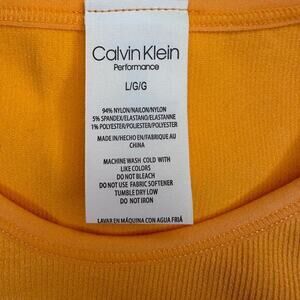 Calvin Klein
Performance
L/G/G
94% NYLON/NAILON/NYLON
5% SPANDEX/ELASTANO/ELASTANNE
1% POLYESTER/POLIESTER/POLYESTER
MADE IN/HECHO EN/FABRIQUE AU
CHINA
MACHINE WASH COLD WITH
LIKE COLORS
DO NOT BLEACH
DO NOT USE FABRIC SOFTENER
TUMBLE DRY LOW
DO NOT IRON
LAVAR EN MÁQUINA CON AGUA FRIÁ